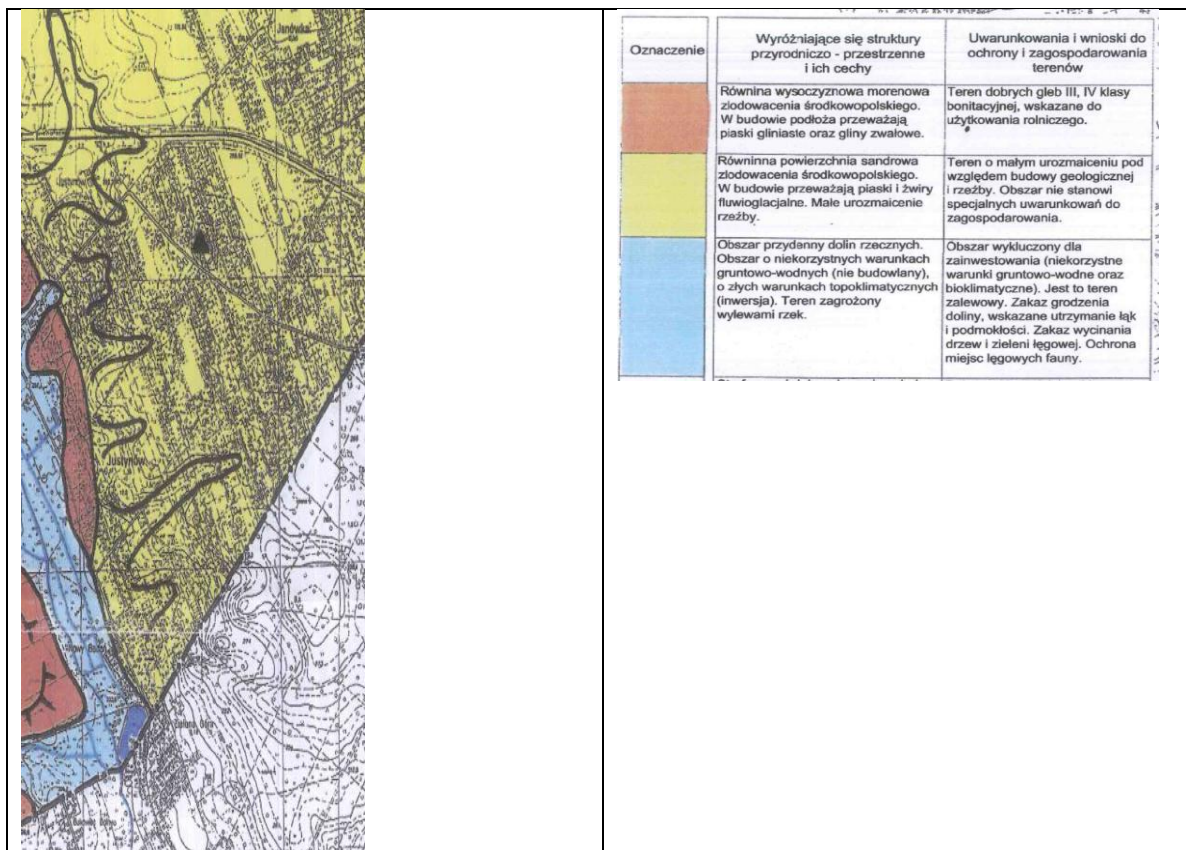 Janówka
Justynów
Zielona Góra
Oznaczenie
Wyróżniające się struktury
przyrodniczo - przestrzenne
i ich cechy
Uwarunkowania i wnioski do
ochrony i zagospodarowania
terenów
Równina wysoczyznowa morenowa
zlodowacenia środkowopolskiego.
W budowie podłoża przeważają
piaski gliniaste oraz gliny zwałowe.
Teren dobrych gleb III, IV klasy
bonitacyjnej, wskazane do
użytkowania rolniczego.
Równinna powierzchnia sandrowa
zlodowacenia środkowopolskiego.
W budowie przeważają piaski i żwiry
fluwioglacjalne. Małe urozmaicenie
rzeźby.
Teren o małym urozmaiceniu pod
względem budowy geologicznej
i rzeźby. Obszar nie stanowi
specjalnych uwarunkowań do
zagospodarowania.
Obszar przydenny dolin rzecznych.
Obszar o niekorzystnych warunkach
gruntowo-wodnych (nie budowlany),
o złych warunkach topoklimatycznych
(inwersja). Teren zagrożony
wylewami rzek.
Obszar wykluczony dla
zainwestowania (niekorzystne
warunki gruntowo-wodne oraz
bioklimatyczne). Jest to teren
zalewowy. Zakaz grodzenia
doliny, wskazane utrzymanie łąk
i podmokłości. Zakaz wycinania
drzew i zieleni łęgowej. Ochrona
miejsc lęgowych fauny.